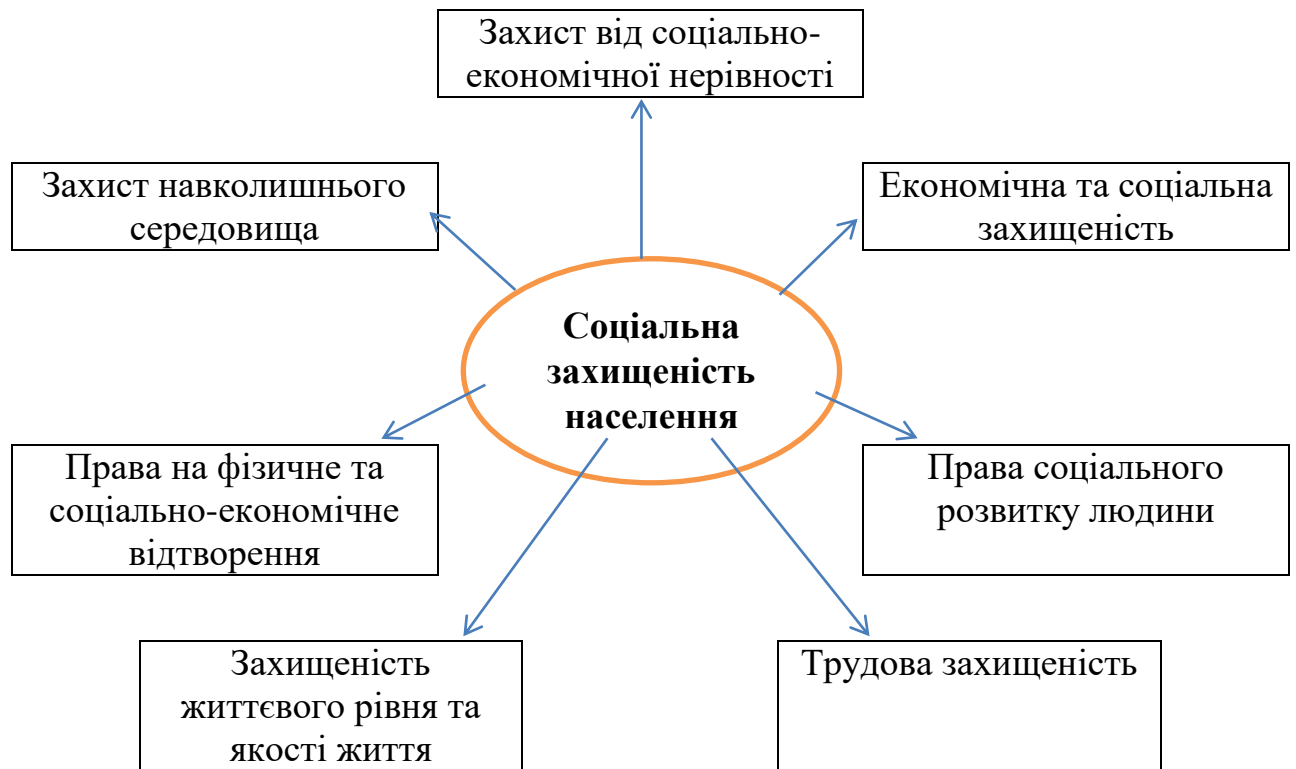 Захист від соціально-
економічної нерівності
Захист навколишнього
середовища
Економічна та соціальна
захищеність
Соціальна
захищеність
населення
Права на фізичне та
соціально-економічне
відтворення
Права соціального
розвитку людини
Захищеність
життєвого рівня та
якості життя
Трудова захищеність